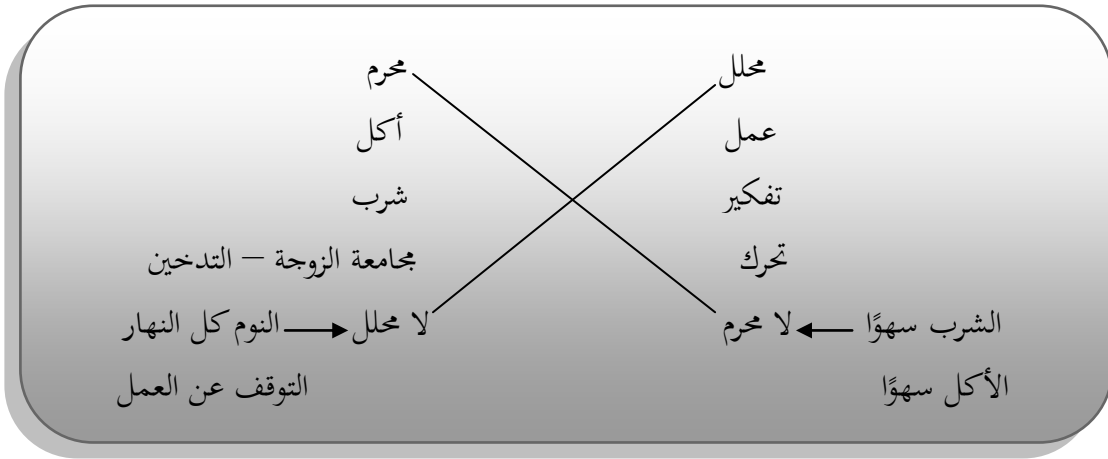 محلل محرم
عمل أكل
تفكير شرب
تحرك مجامعة الزوجة – التدخين
الشرب سهوًا لا محرم لا محلل النوم كل النهار
الأكل سهوًا التوقف عن العمل